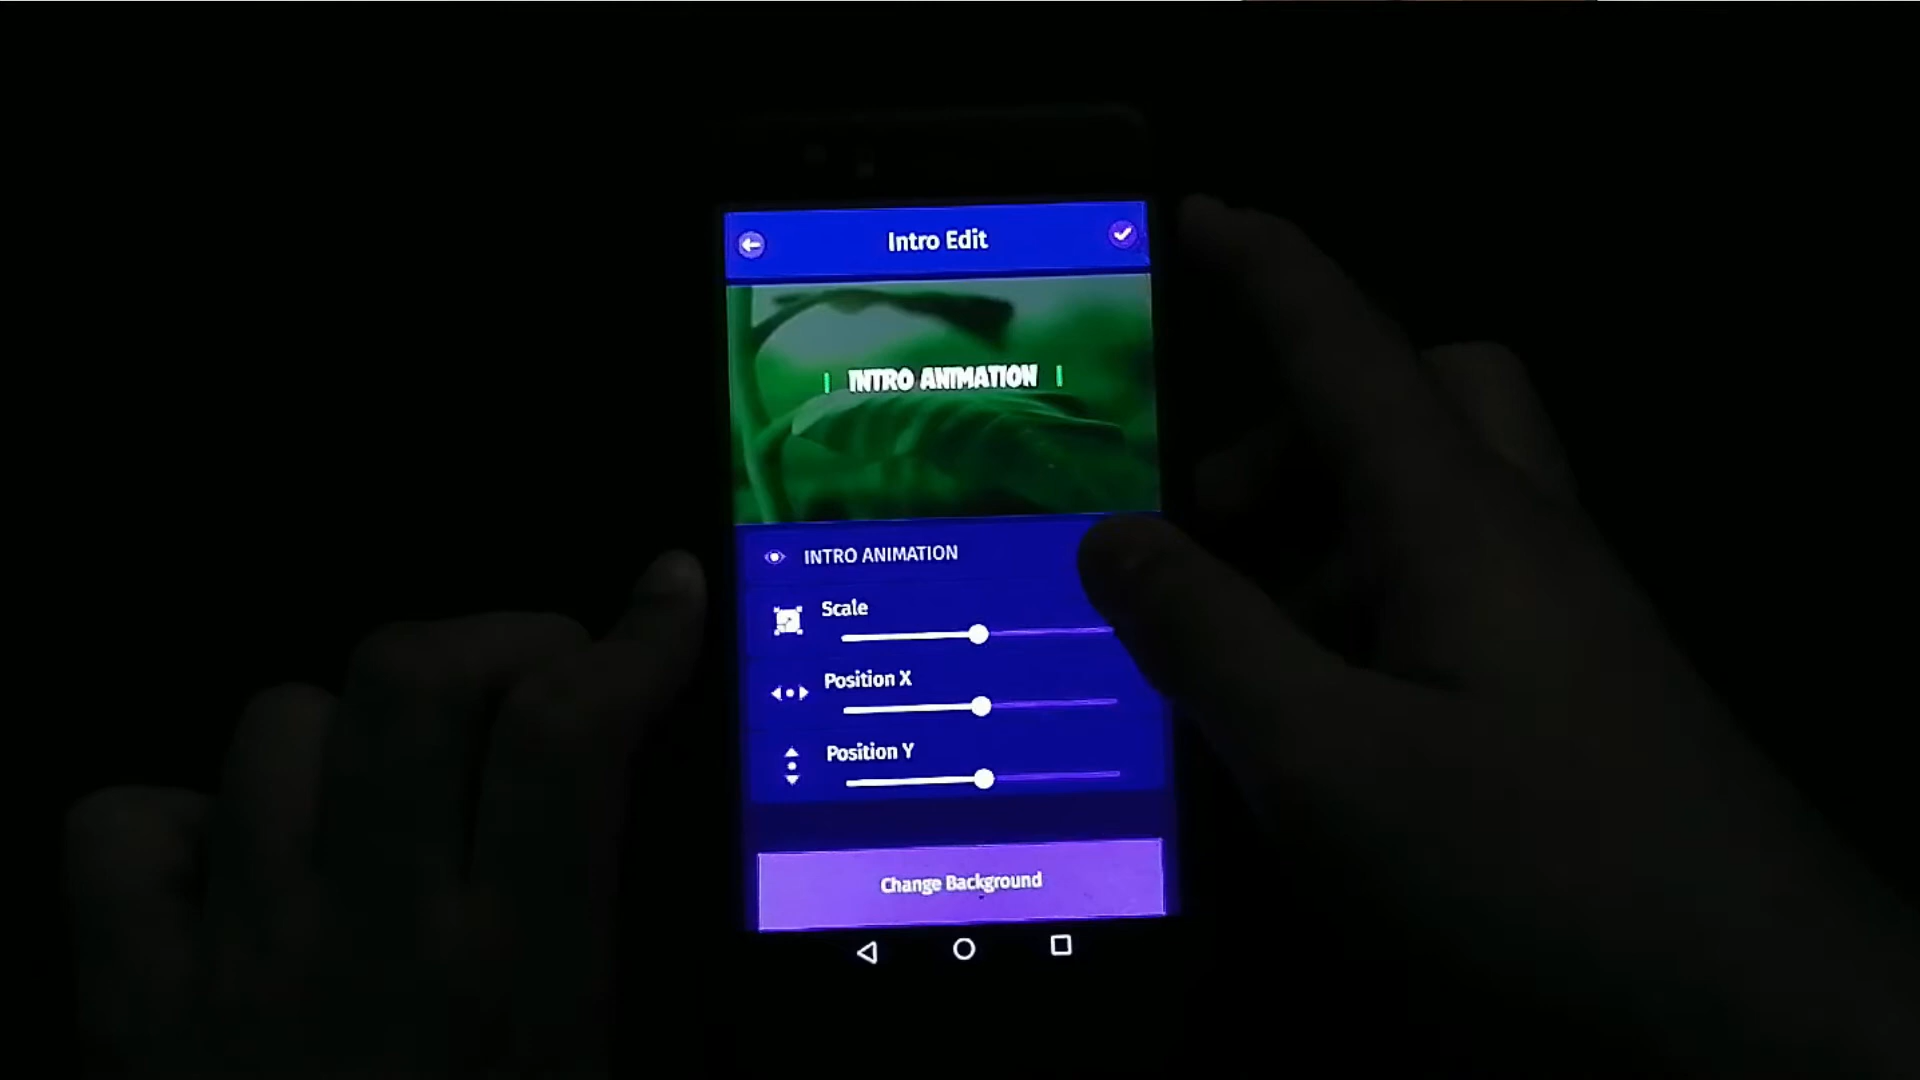 Intro Edit
INTRO ANIMATION
INTRO ANIMATION
Scale
Position X
Position Y
Change Background